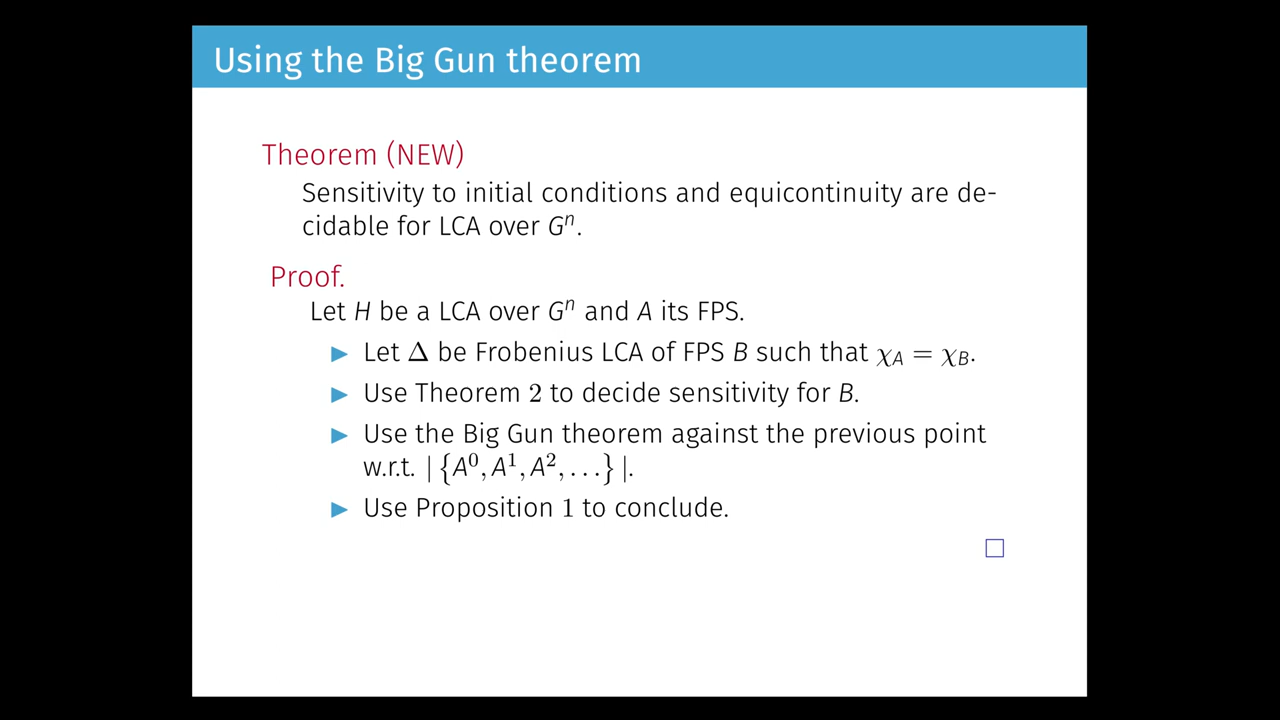 Using the Big Gun theorem
Theorem (NEW)
Sensitivity to initial conditions and equicontinuity are de-
cidable for LCA over Gⁿ.
Proof.
Let H be a LCA over Gⁿ and A its FPS.
▶ Let Δ be Frobenius LCA of FPS B such that χ_A = χ_B.
▶ Use Theorem 2 to decide sensitivity for B.
▶ Use the Big Gun theorem against the previous point
w.r.t. | {A⁰, A¹, A², . . .} |.
▶ Use Proposition 1 to conclude.
□